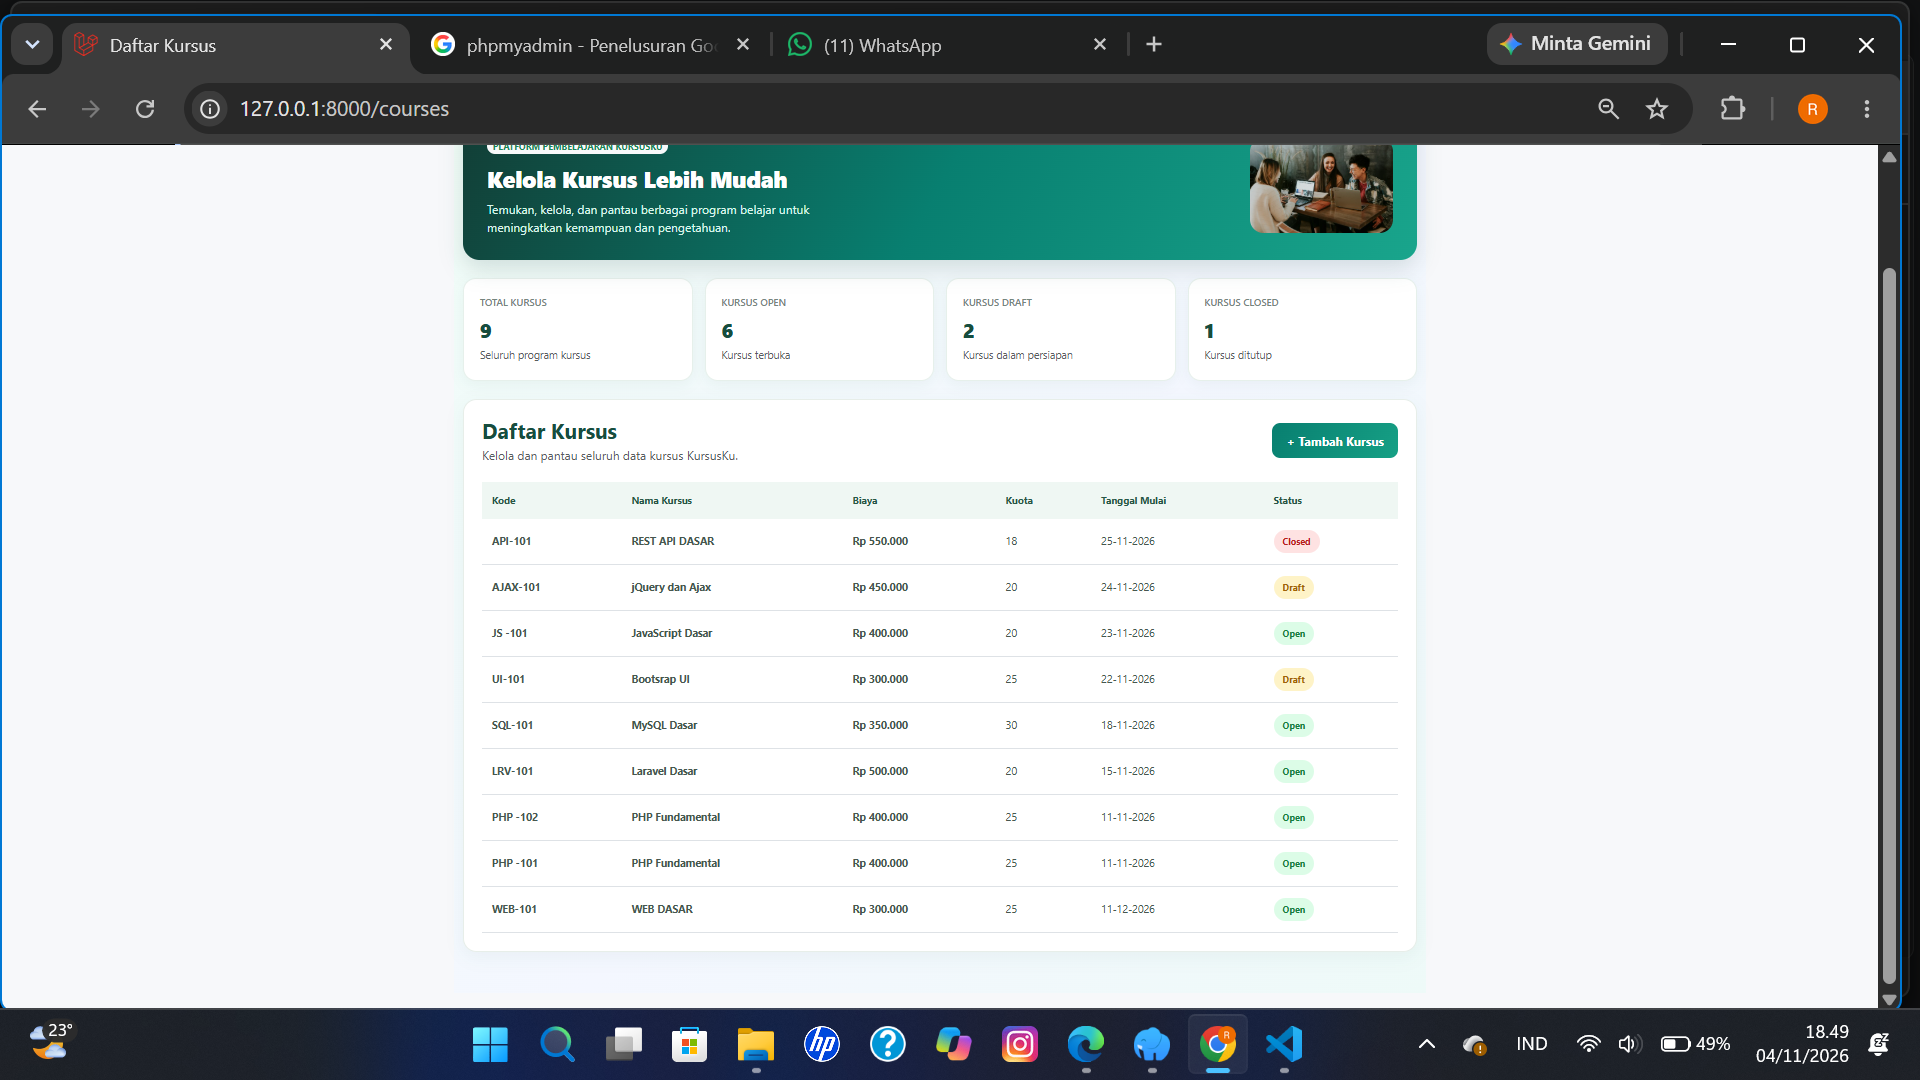 Daftar Kursus
phpmyadmin - Penelusuran Goo
(11) WhatsApp
Minta Gemini
127.0.0.1:8000/courses
R
PLATFORM PEMBELAJARAN KURSUSKU
Kelola Kursus Lebih Mudah
Temukan, kelola, dan pantau berbagai program belajar untuk
meningkatkan kemampuan dan pengetahuan.
TOTAL KURSUS
9
Seluruh program kursus
KURSUS OPEN
6
Kursus terbuka
KURSUS DRAFT
2
Kursus dalam persiapan
KURSUS CLOSED
1
Kursus ditutup
Daftar Kursus
Kelola dan pantau seluruh data kursus KursusKu.
+ Tambah Kursus
Kode Nama Kursus Biaya Kuota Tanggal Mulai Status
API-101 REST API DASAR Rp 550.000 18 25-11-2026 Closed
AJAX-101 jQuery dan Ajax Rp 450.000 20 24-11-2026 Draft
JS -101 JavaScript Dasar Rp 400.000 20 23-11-2026 Open
UI-101 Bootsrap UI Rp 300.000 25 22-11-2026 Draft
SQL-101 MySQL Dasar Rp 350.000 30 18-11-2026 Open
LRV-101 Laravel Dasar Rp 500.000 20 15-11-2026 Open
PHP -102 PHP Fundamental Rp 400.000 25 11-11-2026 Open
PHP -101 PHP Fundamental Rp 400.000 25 11-11-2026 Open
WEB-101 WEB DASAR Rp 300.000 25 11-12-2026 Open
23°
hp
R
IND
49%
18.49
04/11/2026